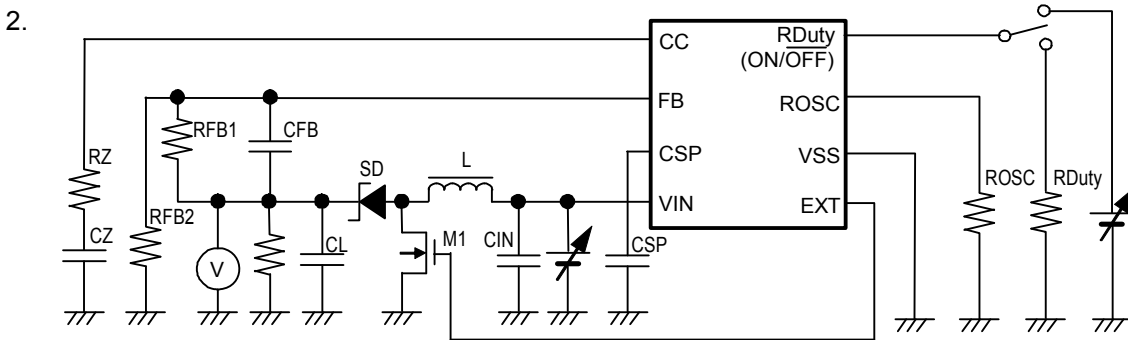 2.
CC
RDuty
(ON/OFF)
FB
ROSC
RFB1
CFB
CSP
VSS
RZ
SD
L
ROSC
RDuty
VIN
EXT
RFB2
CZ
V
CL
M1
CIN
CSP